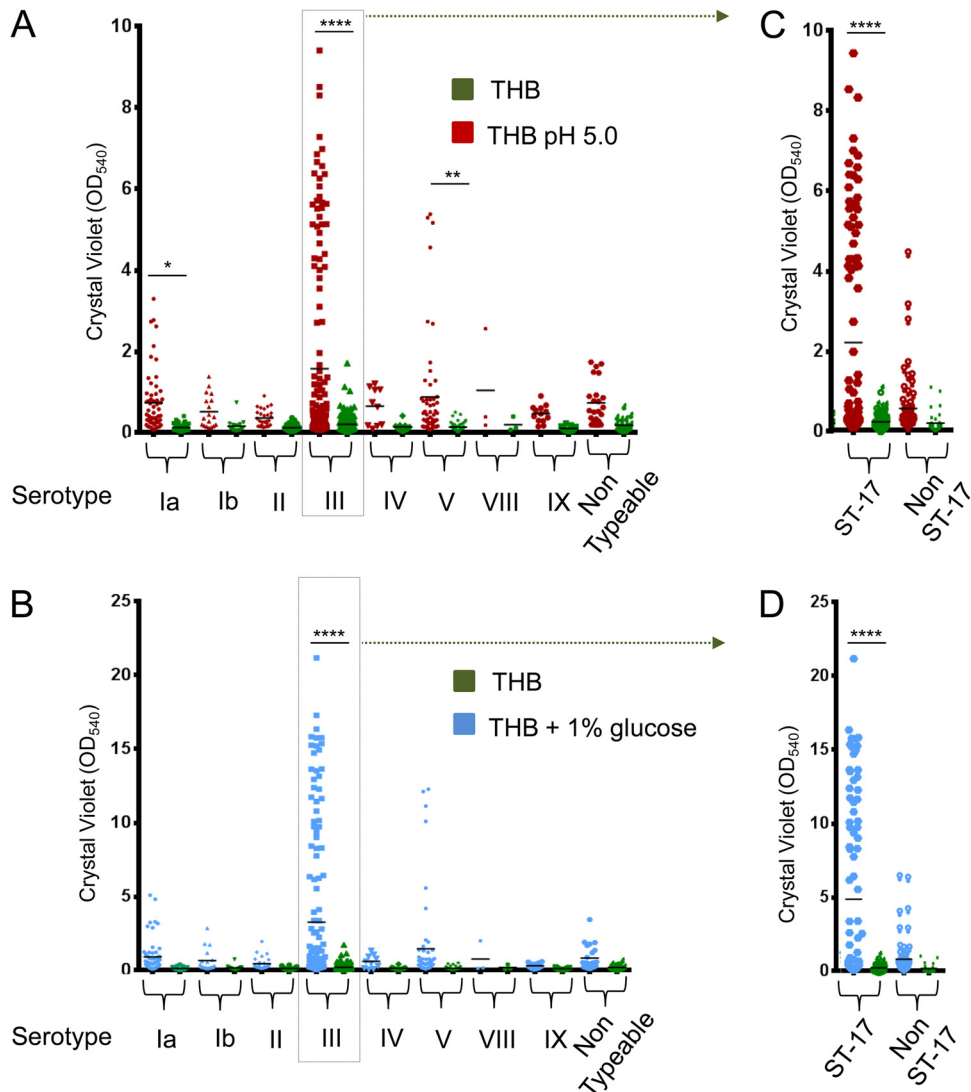 A
Crystal Violet (OD540)
10
8
6
4
2
0
****
*
**
THB
THB pH 5.0
Serotype
Ia
Ib
II
III
IV
V
VIII
IX
Non
Typeable
C
Crystal Violet (OD540)
10
8
6
4
2
0
****
ST-17
Non
ST-17
B
Crystal Violet (OD540)
25
20
15
10
5
0
****
THB
THB + 1% glucose
Serotype
Ia
Ib
II
III
IV
V
VIII
IX
Non
Typeable
D
Crystal Violet (OD540)
25
20
15
10
5
0
****
ST-17
Non
ST-17